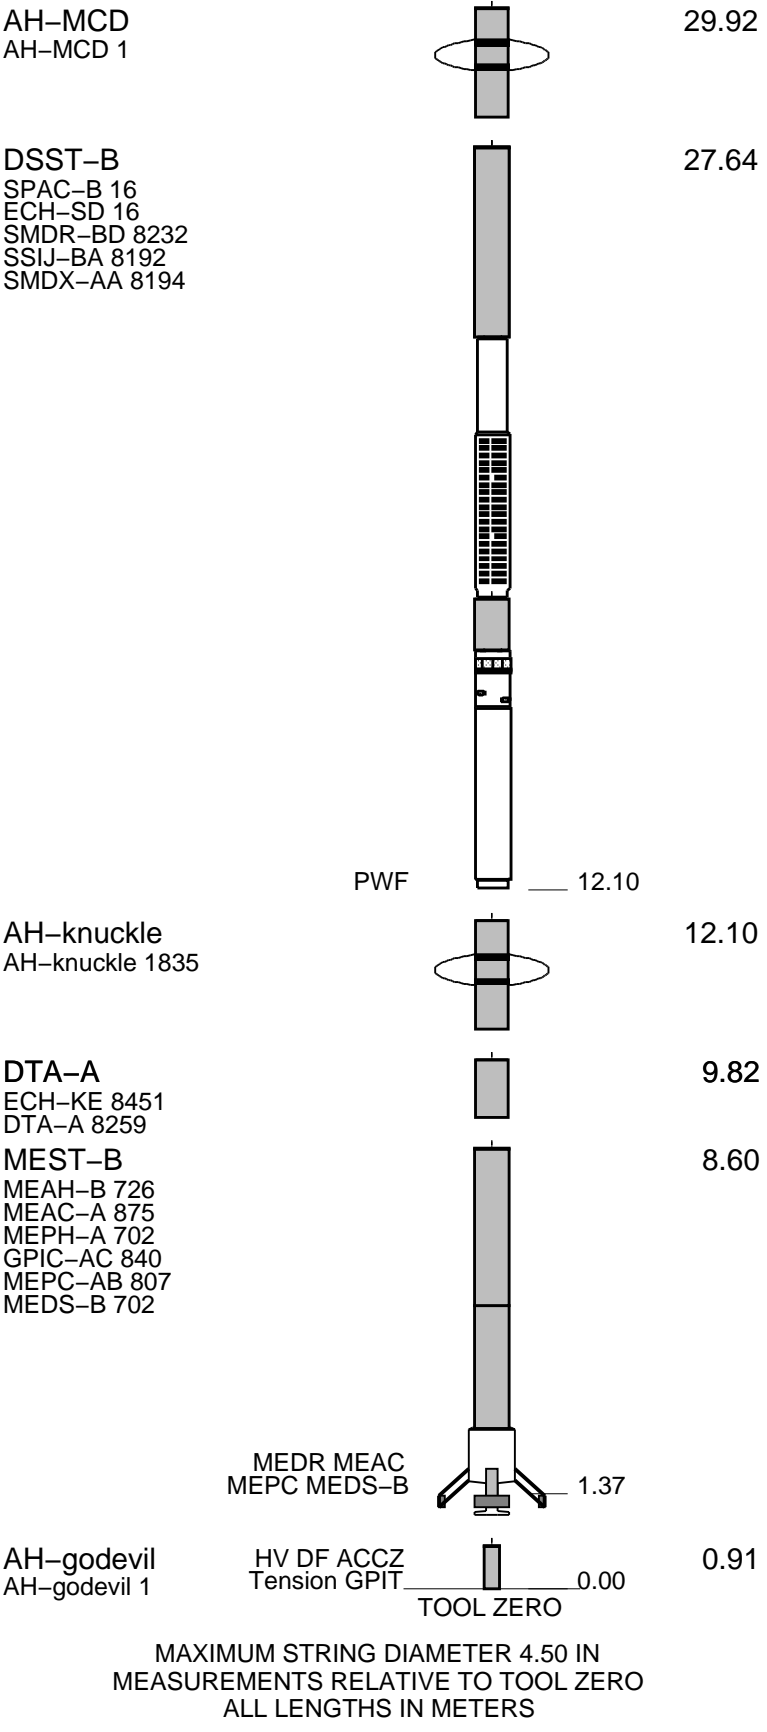 AH–MCD 29.92
AH–MCD 1
DSST–B 27.64
SPAC–B 16
ECH–SD 16
SMDR–BD 8232
SSIJ–BA 8192
SMDX–AA 8194
PWF 12.10
AH–knuckle 12.10
AH–knuckle 1835
DTA–A 9.82
ECH–KE 8451
DTA–A 8259
MEST–B 8.60
MEAH–B 726
MEAC–A 875
MEPH–A 702
GPIC–AC 840
MEPC–AB 807
MEDS–B 702
MEDR MEAC
MEPC MEDS–B 1.37
AH–godevil HV DF ACCZ 0.91
AH–godevil 1 Tension GPIT 0.00
TOOL ZERO
MAXIMUM STRING DIAMETER 4.50 IN
MEASUREMENTS RELATIVE TO TOOL ZERO
ALL LENGTHS IN METERS